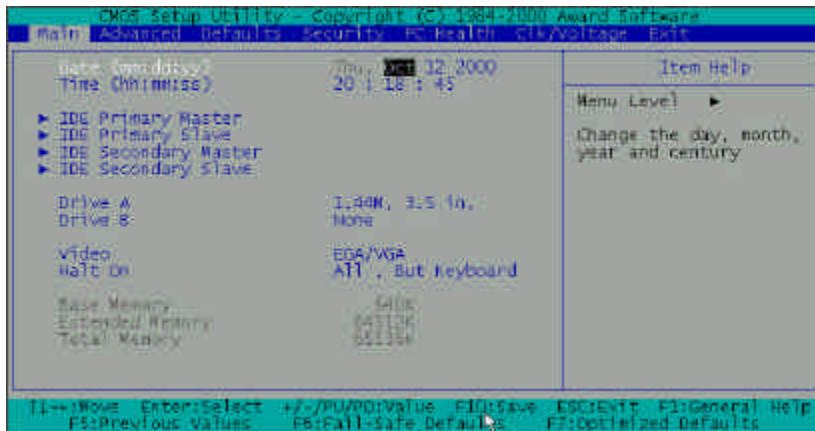 CMOS Setup Utility - Copyright (C) 1984-2000 Award Software
Main Advanced Defaults Security PC Health Clk/Voltage Exit
Date (mm:dd:yy) Thu, Oct 12 2000
Time (hh:mm:ss) 20 : 18 : 45
► IDE Primary Master
► IDE Primary Slave
► IDE Secondary Master
► IDE Secondary Slave
Drive A 1.44M, 3.5 in.
Drive B None
Video EGA/VGA
Halt On All , But Keyboard
Base Memory 640K
Extended Memory
Total Memory
Item Help
Menu Level ►
Change the day, month,
year and century
↑↓→←:Move Enter:Select +/-/PU/PD:Value F10:Save ESC:Exit F1:General Help
F5:Previous Values F6:Fail-Safe Defaults F7:Optimized Defaults